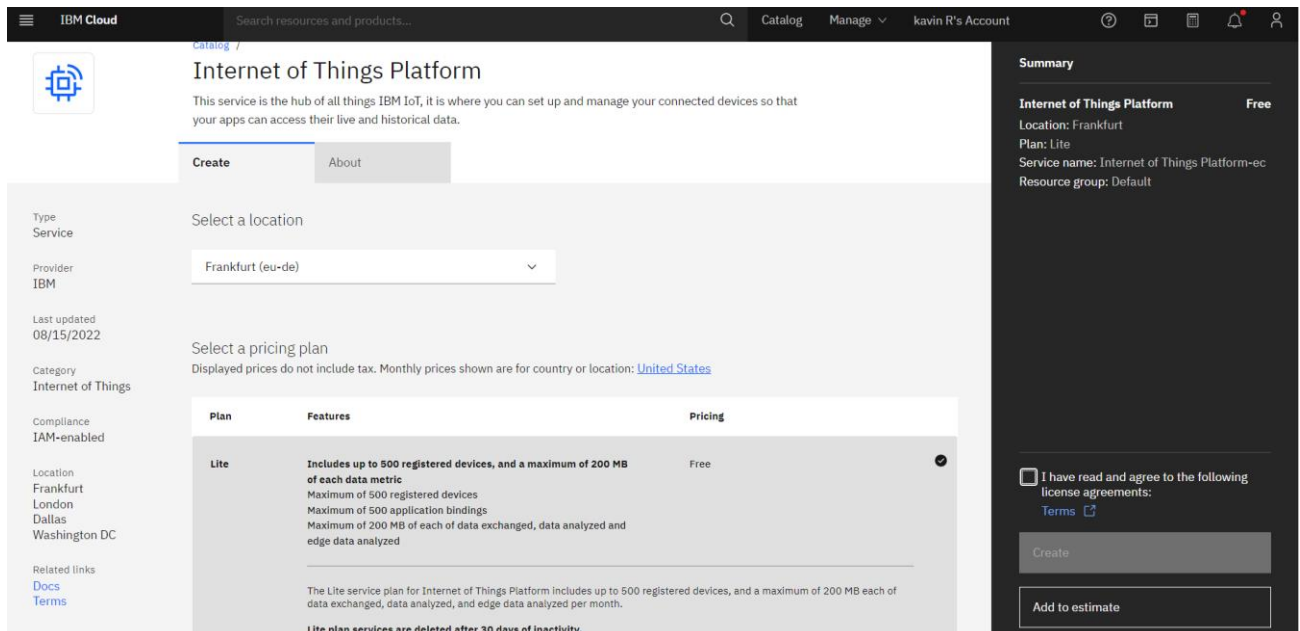 IBM Cloud
Search resources and products...
Catalog
Manage
kavin R's Account
Catalog /
Internet of Things Platform
This service is the hub of all things IBM IoT, it is where you can set up and manage your connected devices so that
your apps can access their live and historical data.
Create
About
Type
Service
Provider
IBM
Last updated
08/15/2022
Category
Internet of Things
Compliance
IAM-enabled
Location
Frankfurt
London
Dallas
Washington DC
Related links
Docs
Terms
Select a location
Frankfurt (eu-de)
Select a pricing plan
Displayed prices do not include tax. Monthly prices shown are for country or location: United States
Plan
Features
Pricing
Lite
Includes up to 500 registered devices, and a maximum of 200 MB
of each data metric
Maximum of 500 registered devices
Maximum of 500 application bindings
Maximum of 200 MB of each of data exchanged, data analyzed and
edge data analyzed
Free
The Lite service plan for Internet of Things Platform includes up to 500 registered devices, and a maximum of 200 MB each of
data exchanged, data analyzed, and edge data analyzed per month.
Lite plan services are deleted after 30 days of inactivity.
Summary
Internet of Things Platform Free
Location: Frankfurt
Plan: Lite
Service name: Internet of Things Platform-ec
Resource group: Default
I have read and agree to the following
license agreements:
Terms
Create
Add to estimate